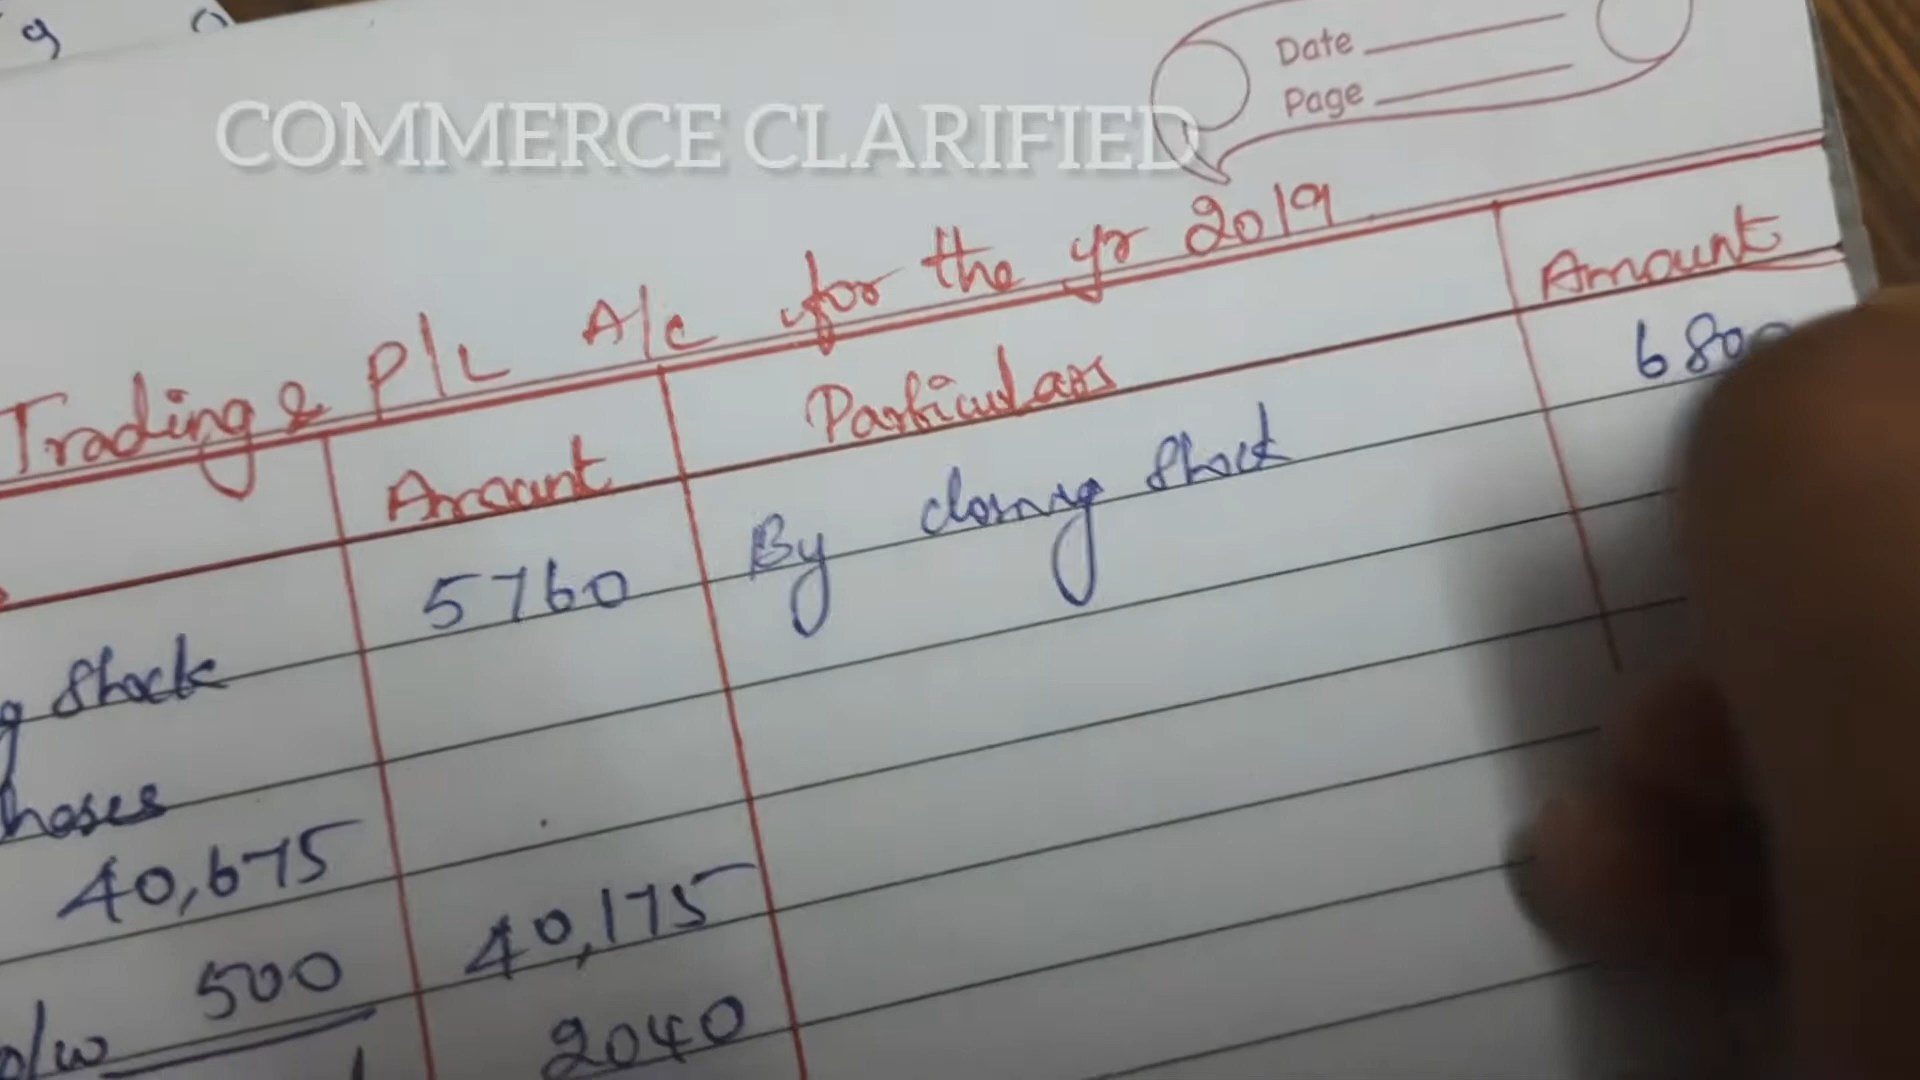 Date
Page
COMMERCE CLARIFIED
Trading & P/L A/c for the yr 2019
Amount Particulars Amount
g Stock 5760 By closing Stock 680
hases
40,675
o/w 500 40,175
2040